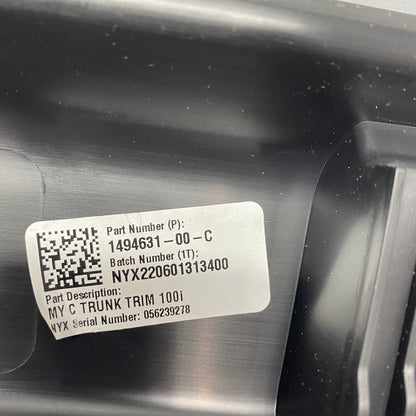 Part Number (P):
1494631-00-C
Batch Number (1T):
NYX220601313400
Part Description:
MY C TRUNK TRIM 100i
NYX Serial Number: 056239278